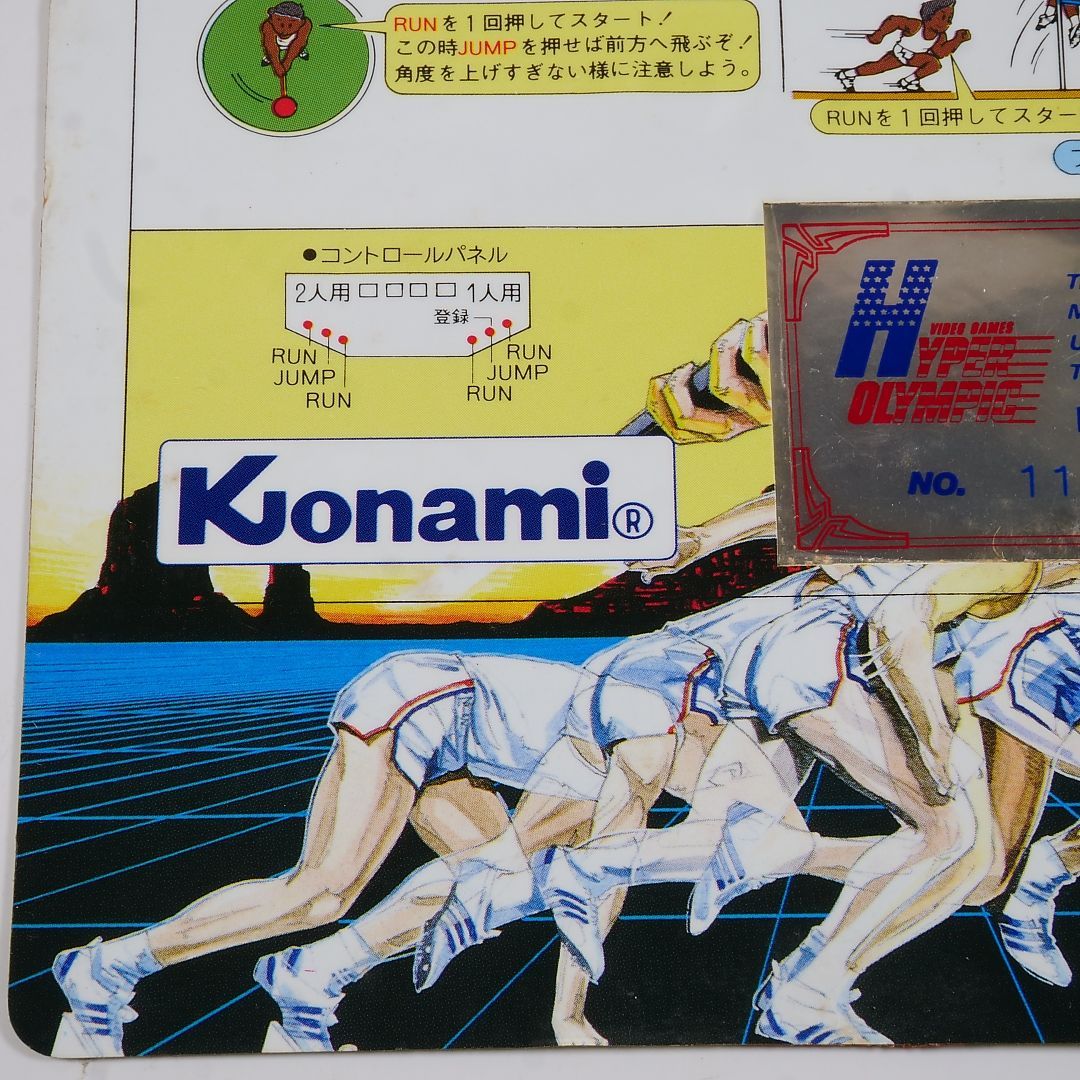 RUNを1回押してスタート！
この時JUMPを押せば前方へ飛ぶぞ！
角度を上げすぎない様に注意しよう。
RUNを1回押してスター
●コントロールパネル
2人用 □□□□ 1人用
登録
RUN
JUMP
RUN
RUN
JUMP
RUN
Konami®
VIDEO GAMES
HYPER
OLYMPIC
NO. 11